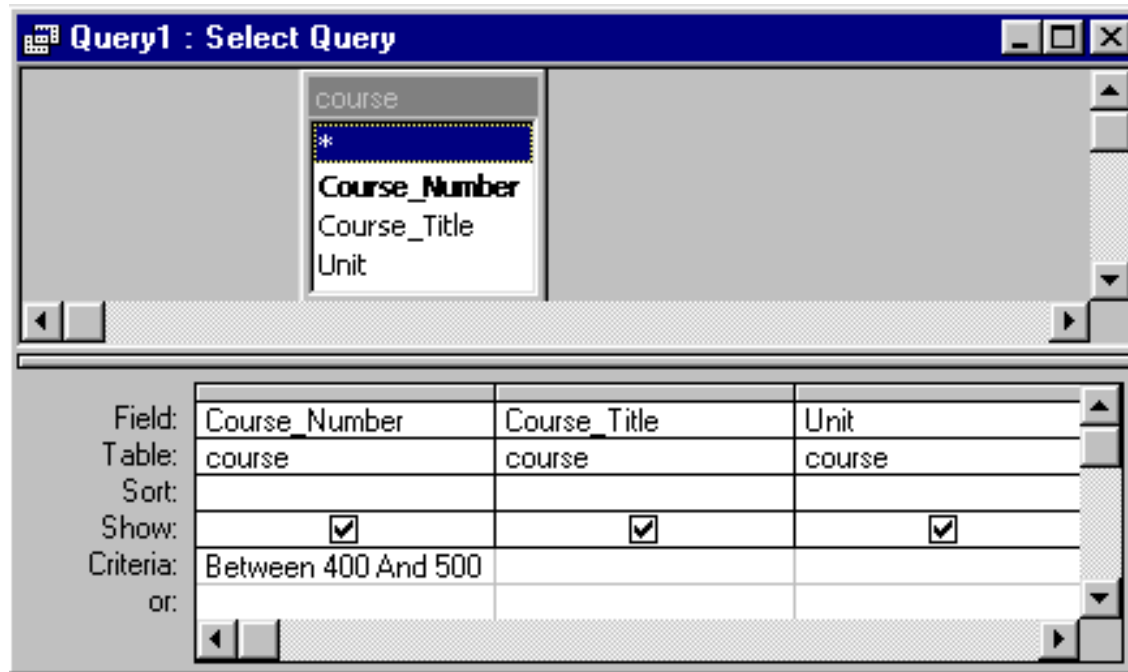 Query1 : Select Query
course
*
Course_Number
Course_Title
Unit
Field: Course_Number Course_Title Unit
Table: course course course
Sort:
Show:
Criteria: Between 400 And 500
or: